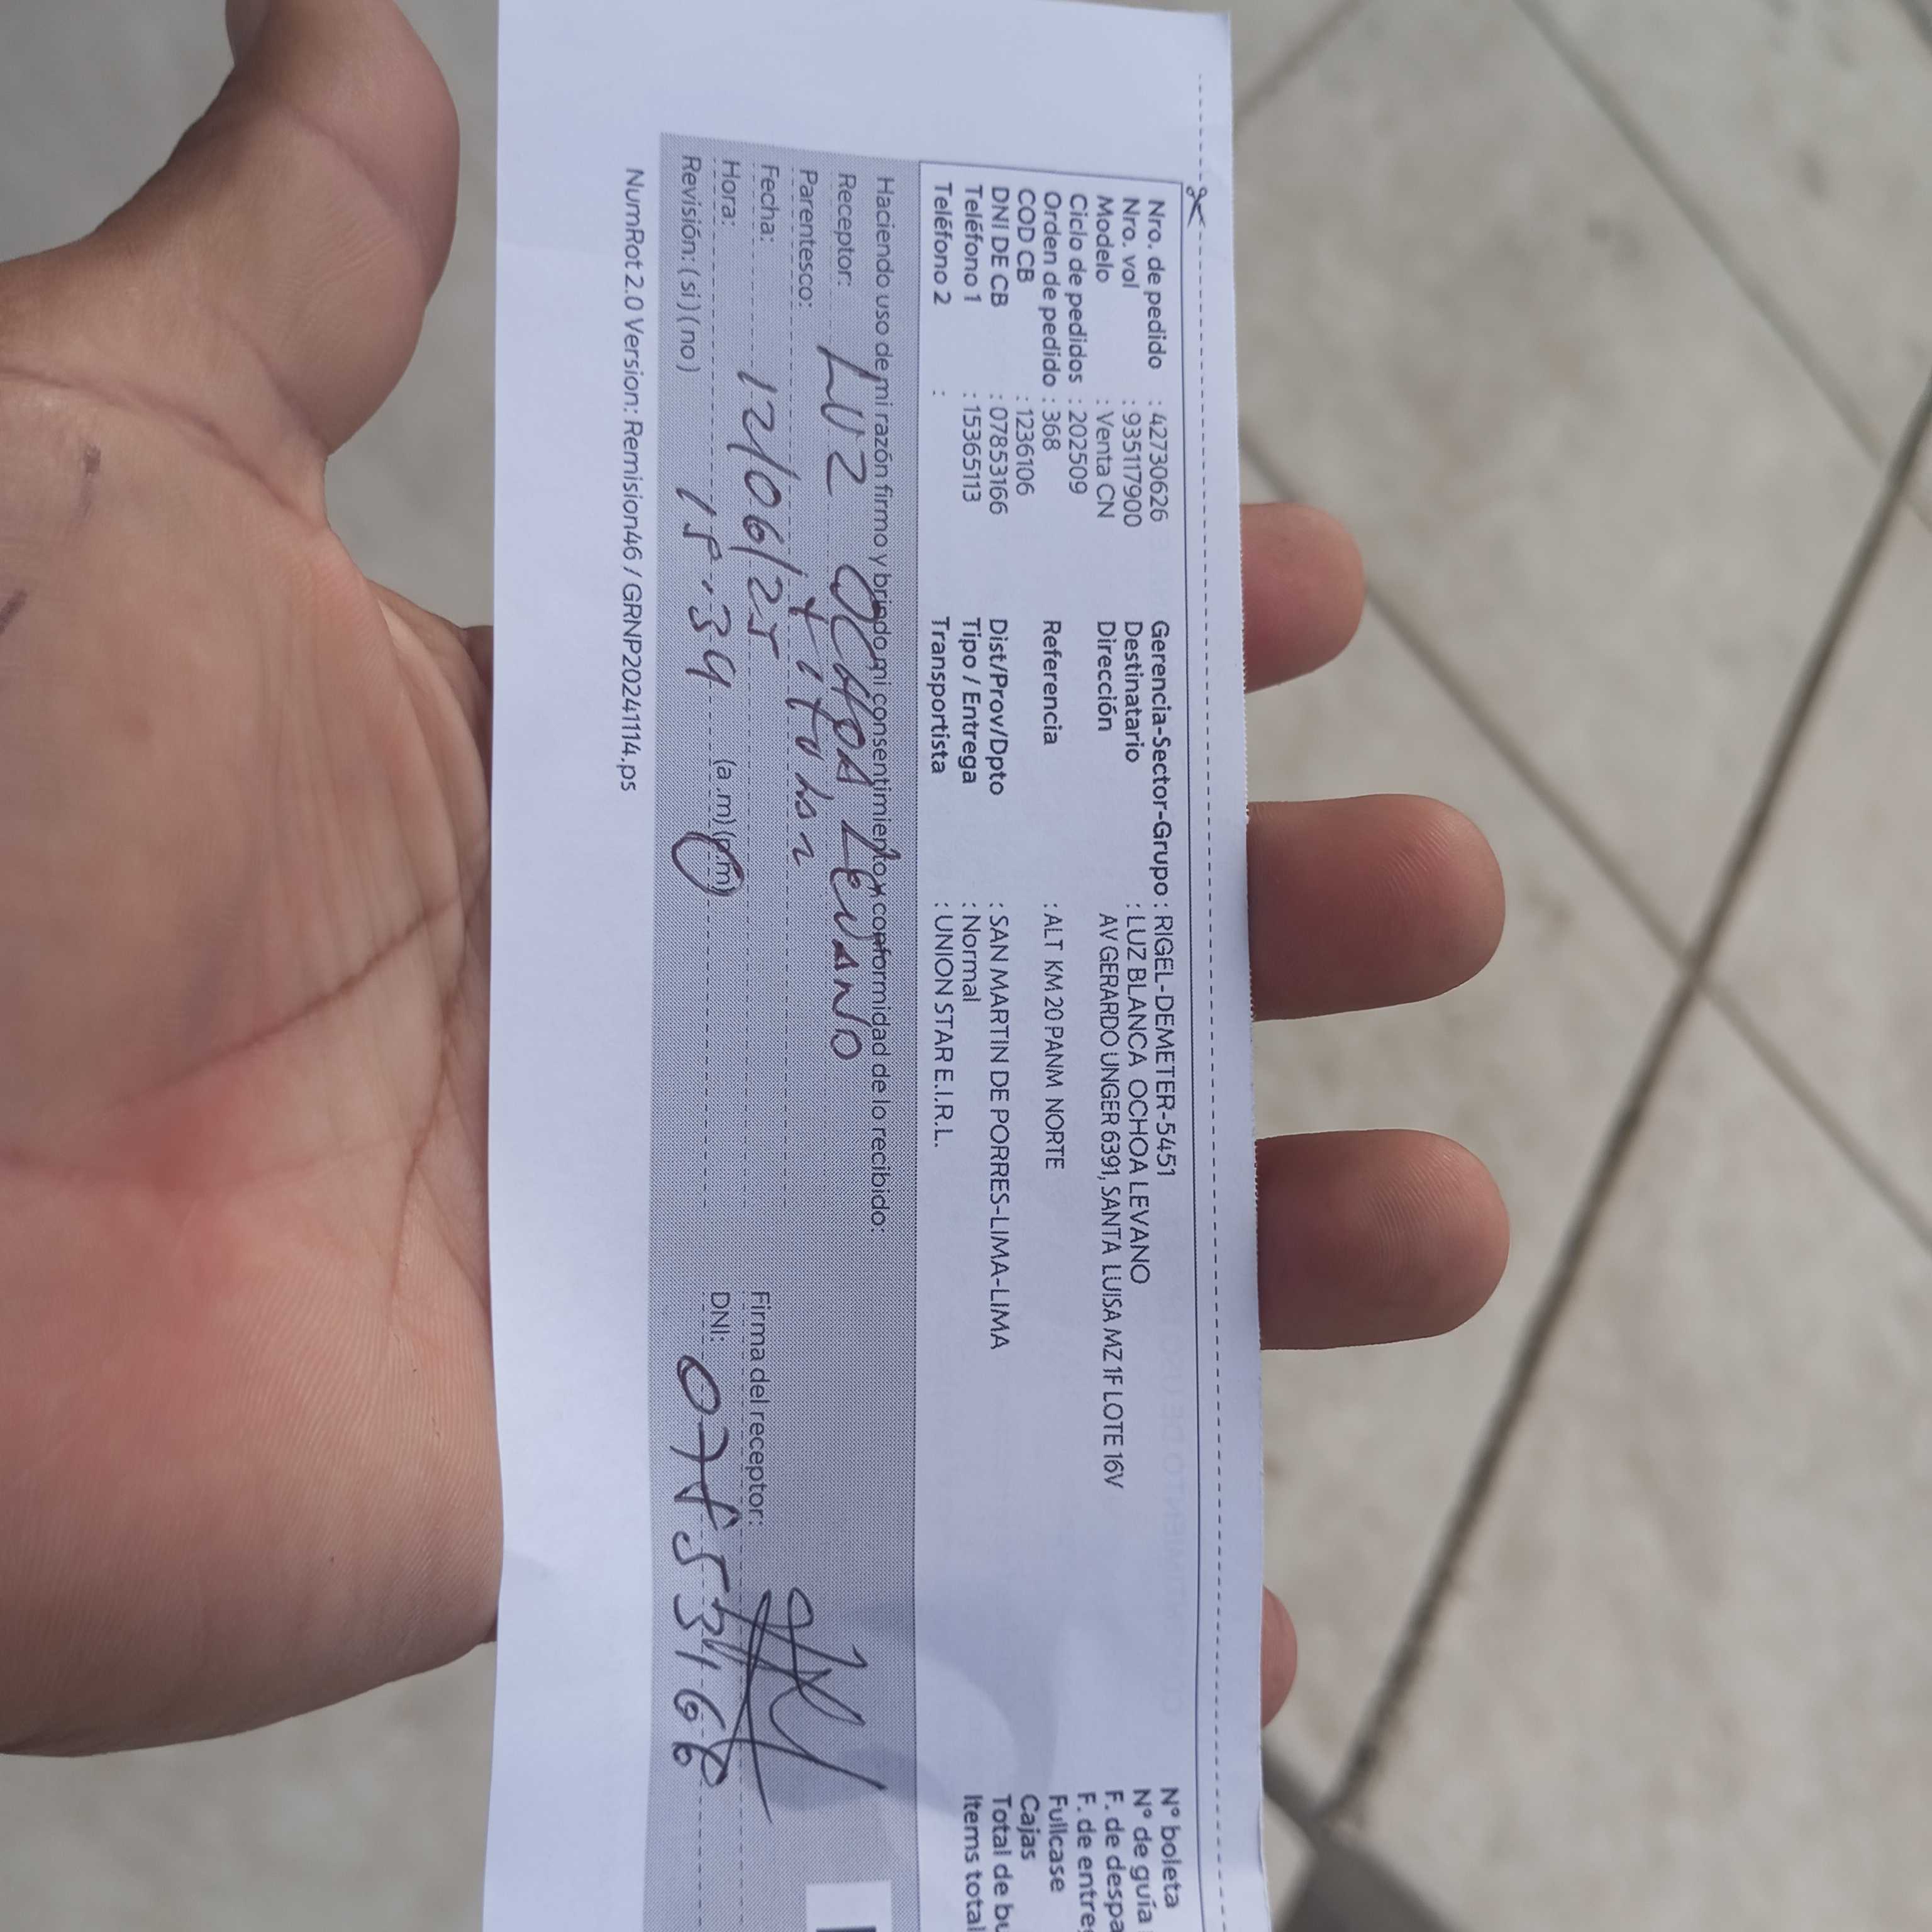 Nro. de pedido : 42730626
Nro. vol : 935117900
Modelo : Venta CN
Ciclo de pedidos : 202509
Orden de pedido : 368
COD CB : 1236106
DNI DE CB : 07853166
Teléfono 1 : 15365113
Teléfono 2 :
Gerencia-Sector-Grupo : RIGEL-DEMETER-5451
Destinatario : LUZ BLANCA OCHOA LEVANO
Dirección AV GERARDO UNGER 6391, SANTA LUISA MZ 1F LOTE 16V
Referencia : ALT KM 20 PANM NORTE
Dist/Prov/Dpto : SAN MARTIN DE PORRES-LIMA-LIMA
Tipo / Entrega : Normal
Transportista : UNION STAR E.I.R.L.
N° boleta
N° de guía
F. de despa
F. de entre
Fullcase
Cajas
Total de bu
Items total
Haciendo uso de mi razón firmo y brindo mi consentimiento y conformidad de lo recibido:
Receptor: LUZ OCHOA LEVANO
Parentesco: titular
Fecha: 12/06/25
Hora: 15:39 (a.m) (p.m)
Revisión: ( si ) ( no )
Firma del receptor:
DNI: 07853166
NumRot 2.0 Version: Remision46 / GRNP20241114.ps